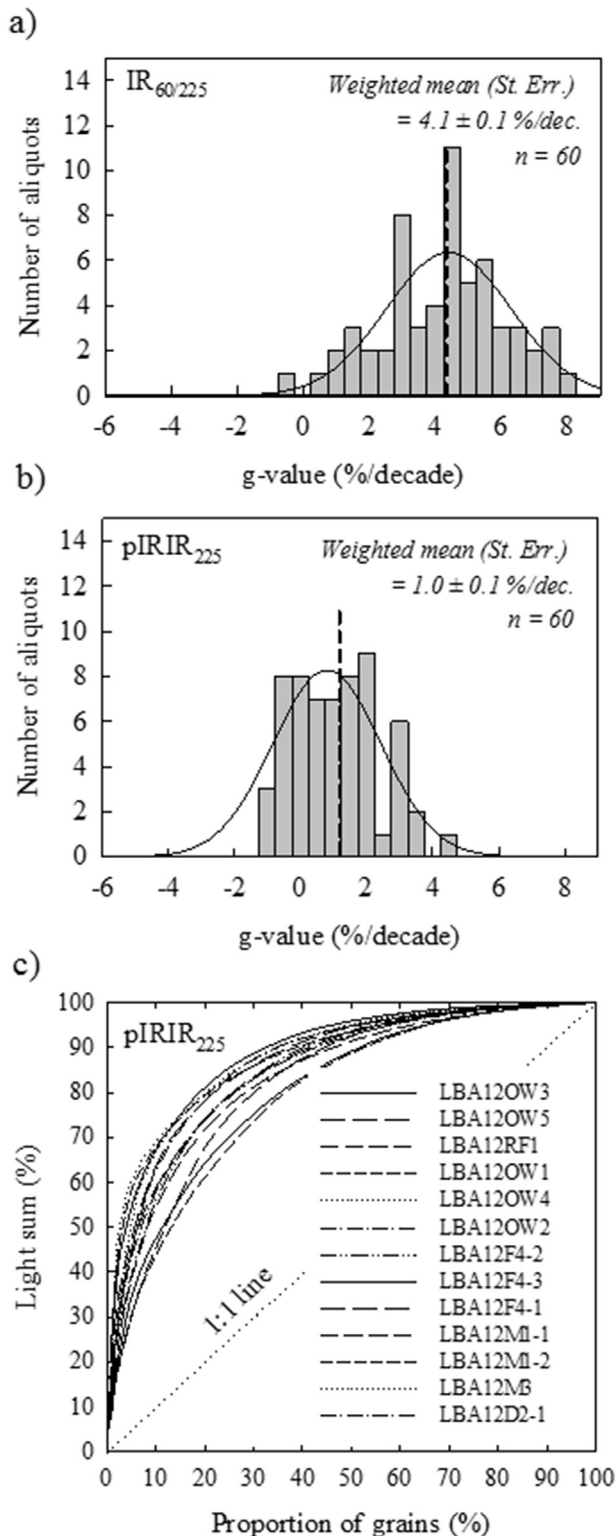 a)
IR60/225
Weighted mean (St. Err.)
= 4.1 ± 0.1 %/dec.
n = 60
Number of aliquots
14
12
10
8
6
4
2
0
-6 -4 -2 0 2 4 6 8
g-value (%/decade)
b)
pIRIR225
Weighted mean (St. Err.)
= 1.0 ± 0.1 %/dec.
n = 60
Number of aliquots
14
12
10
8
6
4
2
0
-6 -4 -2 0 2 4 6 8
g-value (%/decade)
c)
pIRIR225
Light sum (%)
100
90
80
70
60
50
40
30
20
10
0
1:1 line
LBA12OW3
LBA12OW5
LBA12RF1
LBA12OW1
LBA12OW4
LBA12OW2
LBA12F4-2
LBA12F4-3
LBA12F4-1
LBA12M1-1
LBA12M1-2
LBA12M3
LBA12D2-1
0 10 20 30 40 50 60 70 80 90 100
Proportion of grains (%)